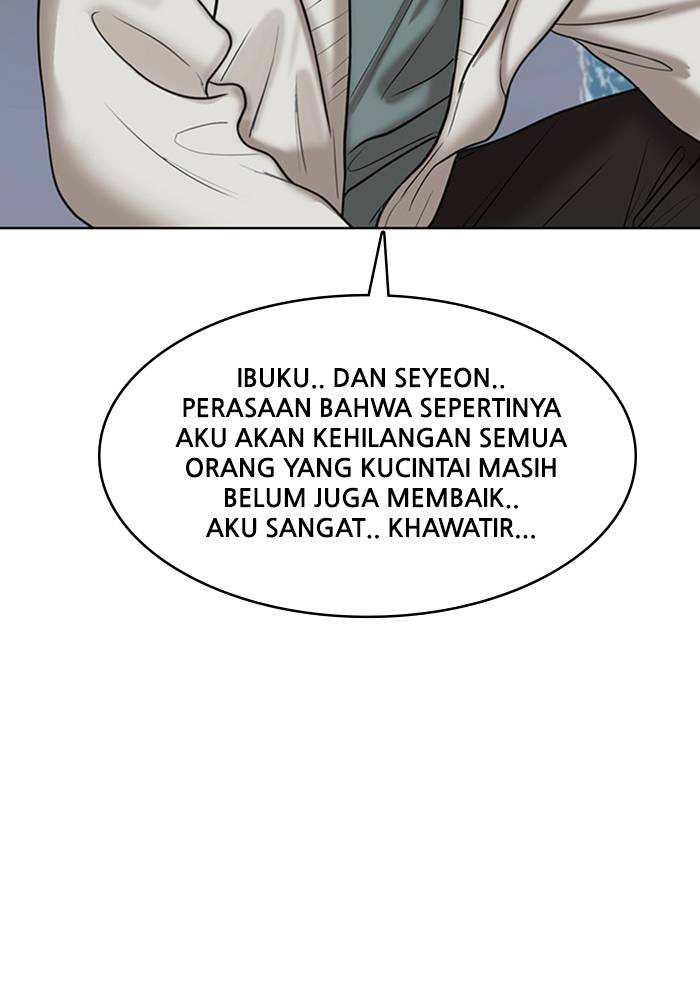 IBUKU.. DAN SEYEON..
PERASAAN BAHWA SEPERTINYA
AKU AKAN KEHILANGAN SEMUA
ORANG YANG KUCINTAI MASIH
BELUM JUGA MEMBAIK..
AKU SANGAT.. KHAWATIR...